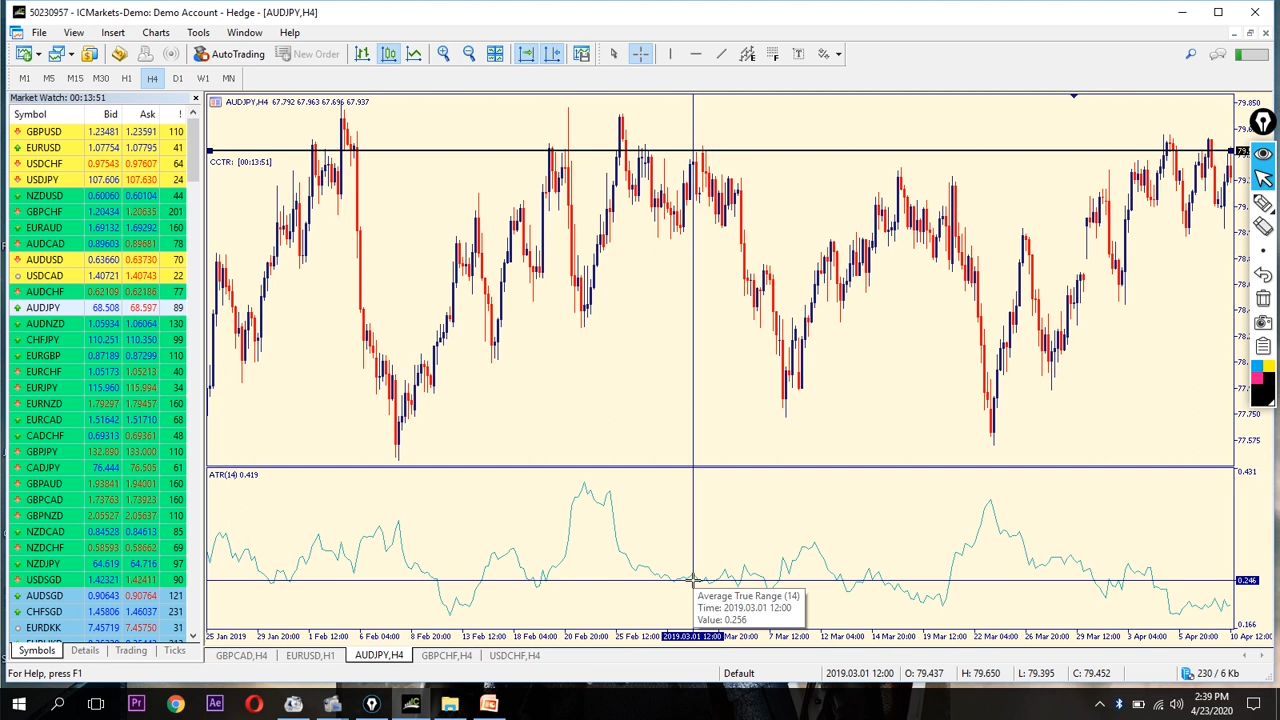 50230957 - ICMarkets-Demo: Demo Account - Hedge - [AUDJPY,H4]
File View Insert Charts Tools Window Help
AutoTrading New Order
M1 M5 M15 M30 H1 H4 D1 W1 MN
Market Watch: 00:13:51
Symbol Bid Ask !
GBPUSD 1.23481 1.23591 110
EURUSD 1.07754 1.07795 41
USDCHF 0.97543 0.97607 64
USDJPY 107.606 107.630 24
NZDUSD 0.60060 0.60104 44
GBPCHF 1.20434 1.20635 201
EURAUD 1.69132 1.69292 160
AUDCAD 0.89603 0.89681 78
AUDUSD 0.63660 0.63730 70
USDCAD 1.40721 1.40743 22
AUDCHF 0.62109 0.62186 77
AUDJPY 68.508 68.597 89
AUDNZD 1.05934 1.06064 130
CHFJPY 110.251 110.350 99
EURGBP 0.87189 0.87299 110
EURCHF 1.05173 1.05213 40
EURJPY 115.960 115.994 34
EURNZD 1.79297 1.79457 160
EURCAD 1.51642 1.51710 68
CADCHF 0.69313 0.69361 48
GBPJPY 132.890 133.000 110
CADJPY 76.444 76.505 61
GBPAUD 1.93841 1.94001 160
GBPCAD 1.73763 1.73923 160
GBPNZD 2.05527 2.05637 110
NZDCAD 0.84528 0.84613 85
NZDCHF 0.58593 0.58662 69
NZDJPY 64.619 64.716 97
USDSGD 1.42321 1.42411 90
AUDSGD 0.90643 0.90764 121
CHFSGD 1.45806 1.46037 231
EURDKK 7.45719 7.45750 31
Symbols Details Trading Ticks
AUDJPY,H4 67.792 67.963 67.696 67.937
CCTR: [00:13:51]
79.850
77.750
77.575
ATR(14) 0.419
0.431
0.246
0.166
Average True Range (14)
Time: 2019.03.01 12:00
Value: 0.256
25 Jan 2019 29 Jan 20:00 1 Feb 12:00 6 Feb 04:00 8 Feb 20:00 13 Feb 12:00 18 Feb 04:00 20 Feb 20:00 25 Feb 12:00 2019.03.01 12:00 Mar 20:00 7 Mar 12:00 12 Mar 04:00 14 Mar 20:00 19 Mar 12:00 22 Mar 04:00 26 Mar 20:00 29 Mar 12:00 3 Apr 04:00 5 Apr 20:00 10 Apr 12:00
GBPCAD,H4 EURUSD,H1 AUDJPY,H4 GBPCHF,H4 USDCHF,H4
For Help, press F1 Default 2019.03.01 12:00 O: 79.437 H: 79.650 L: 79.395 C: 79.452 230 / 6 Kb
Pr Ae
2:39 PM
4/23/2020